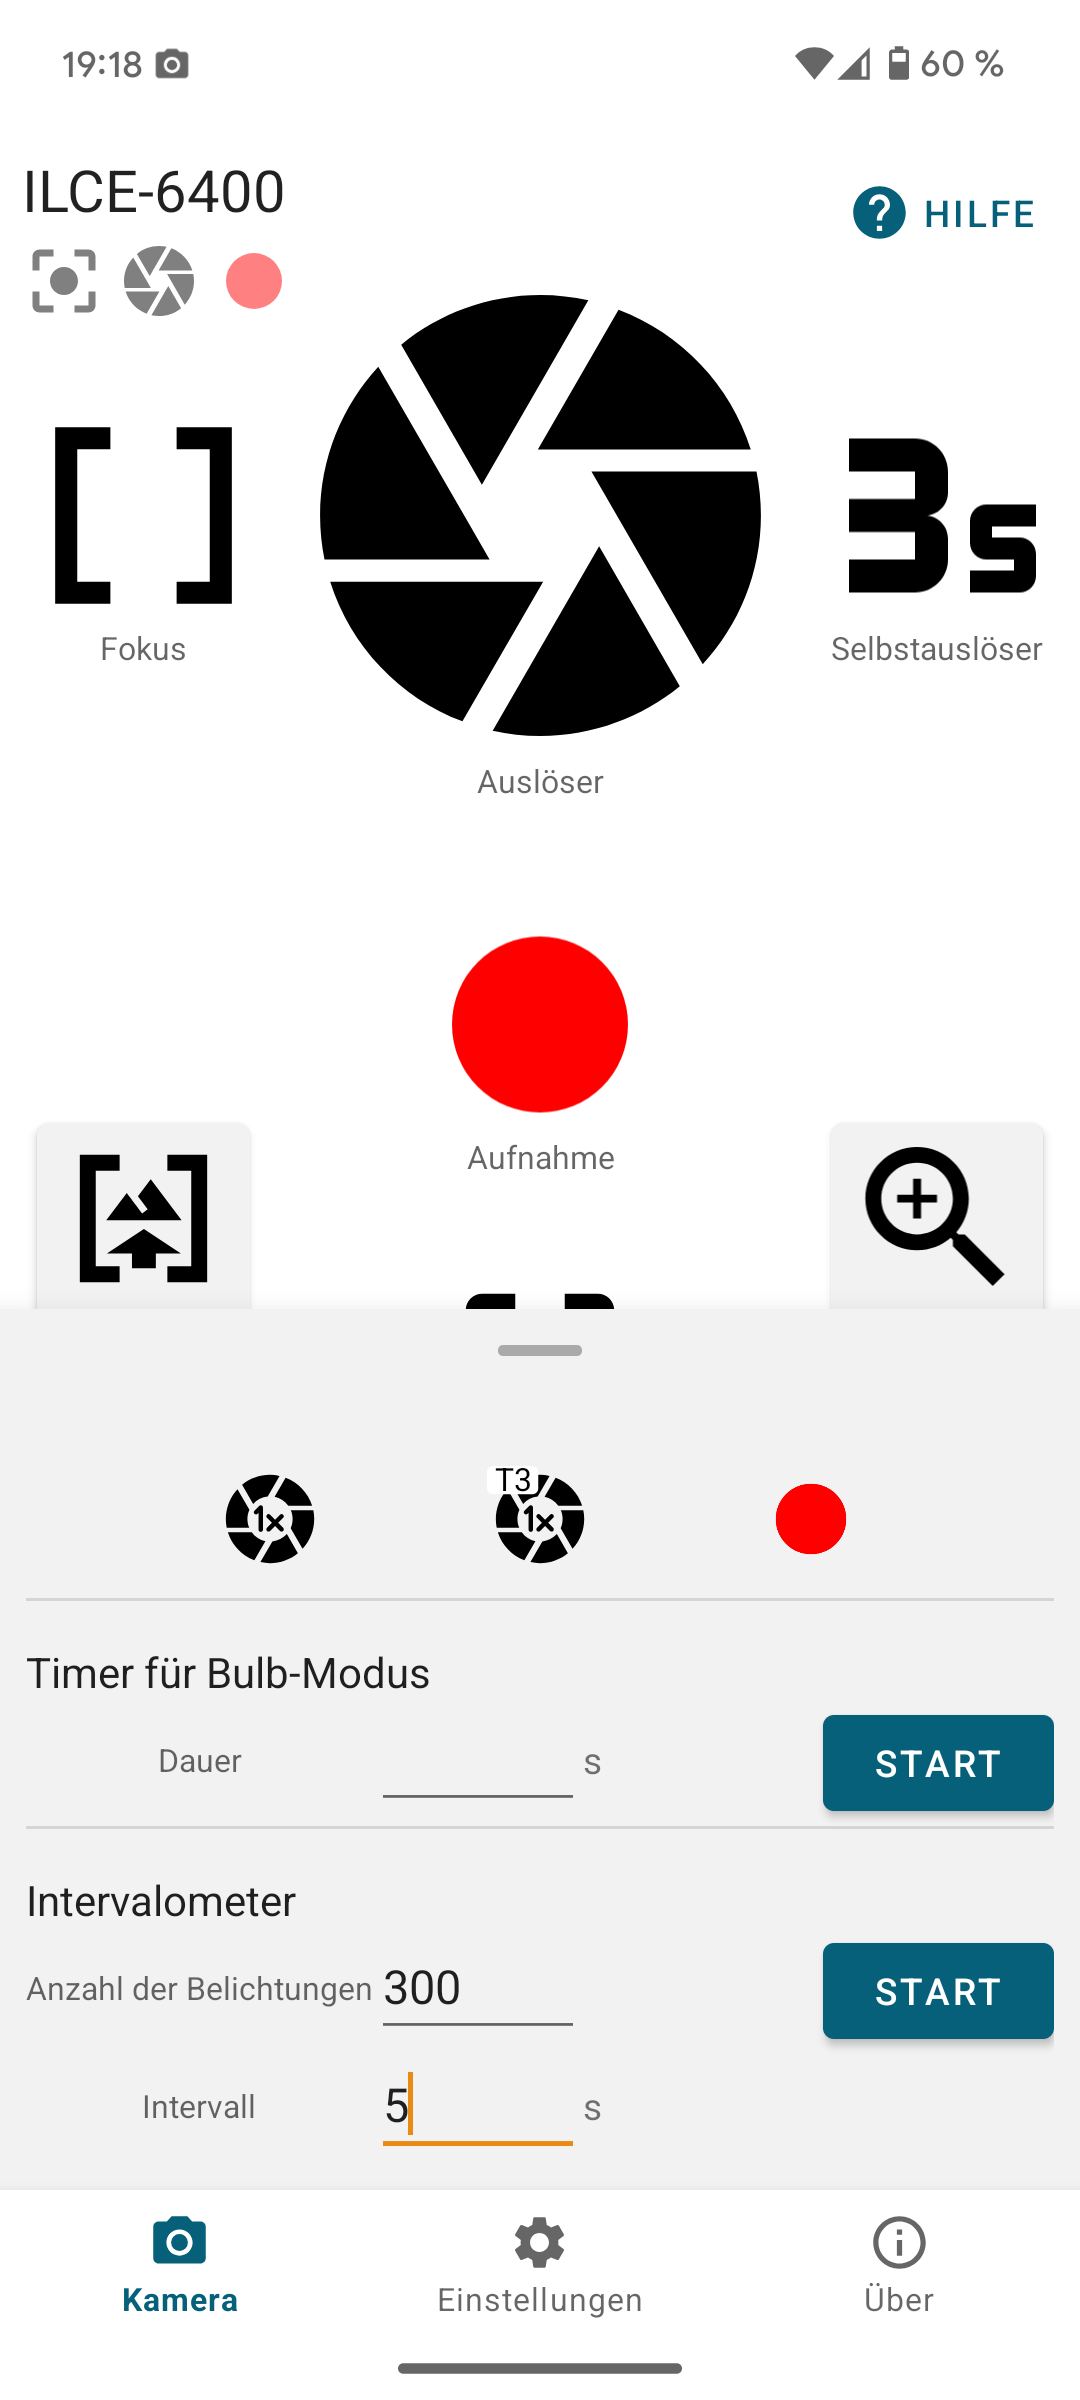 19:18
60 %
ILCE-6400
HILFE
3s
Fokus
Selbstauslöser
Auslöser
Aufnahme
1x
T3
1x
Timer für Bulb-Modus
Dauer
s
START
Intervalometer
Anzahl der Belichtungen
300
START
Intervall
5
s
Kamera
Einstellungen
Über